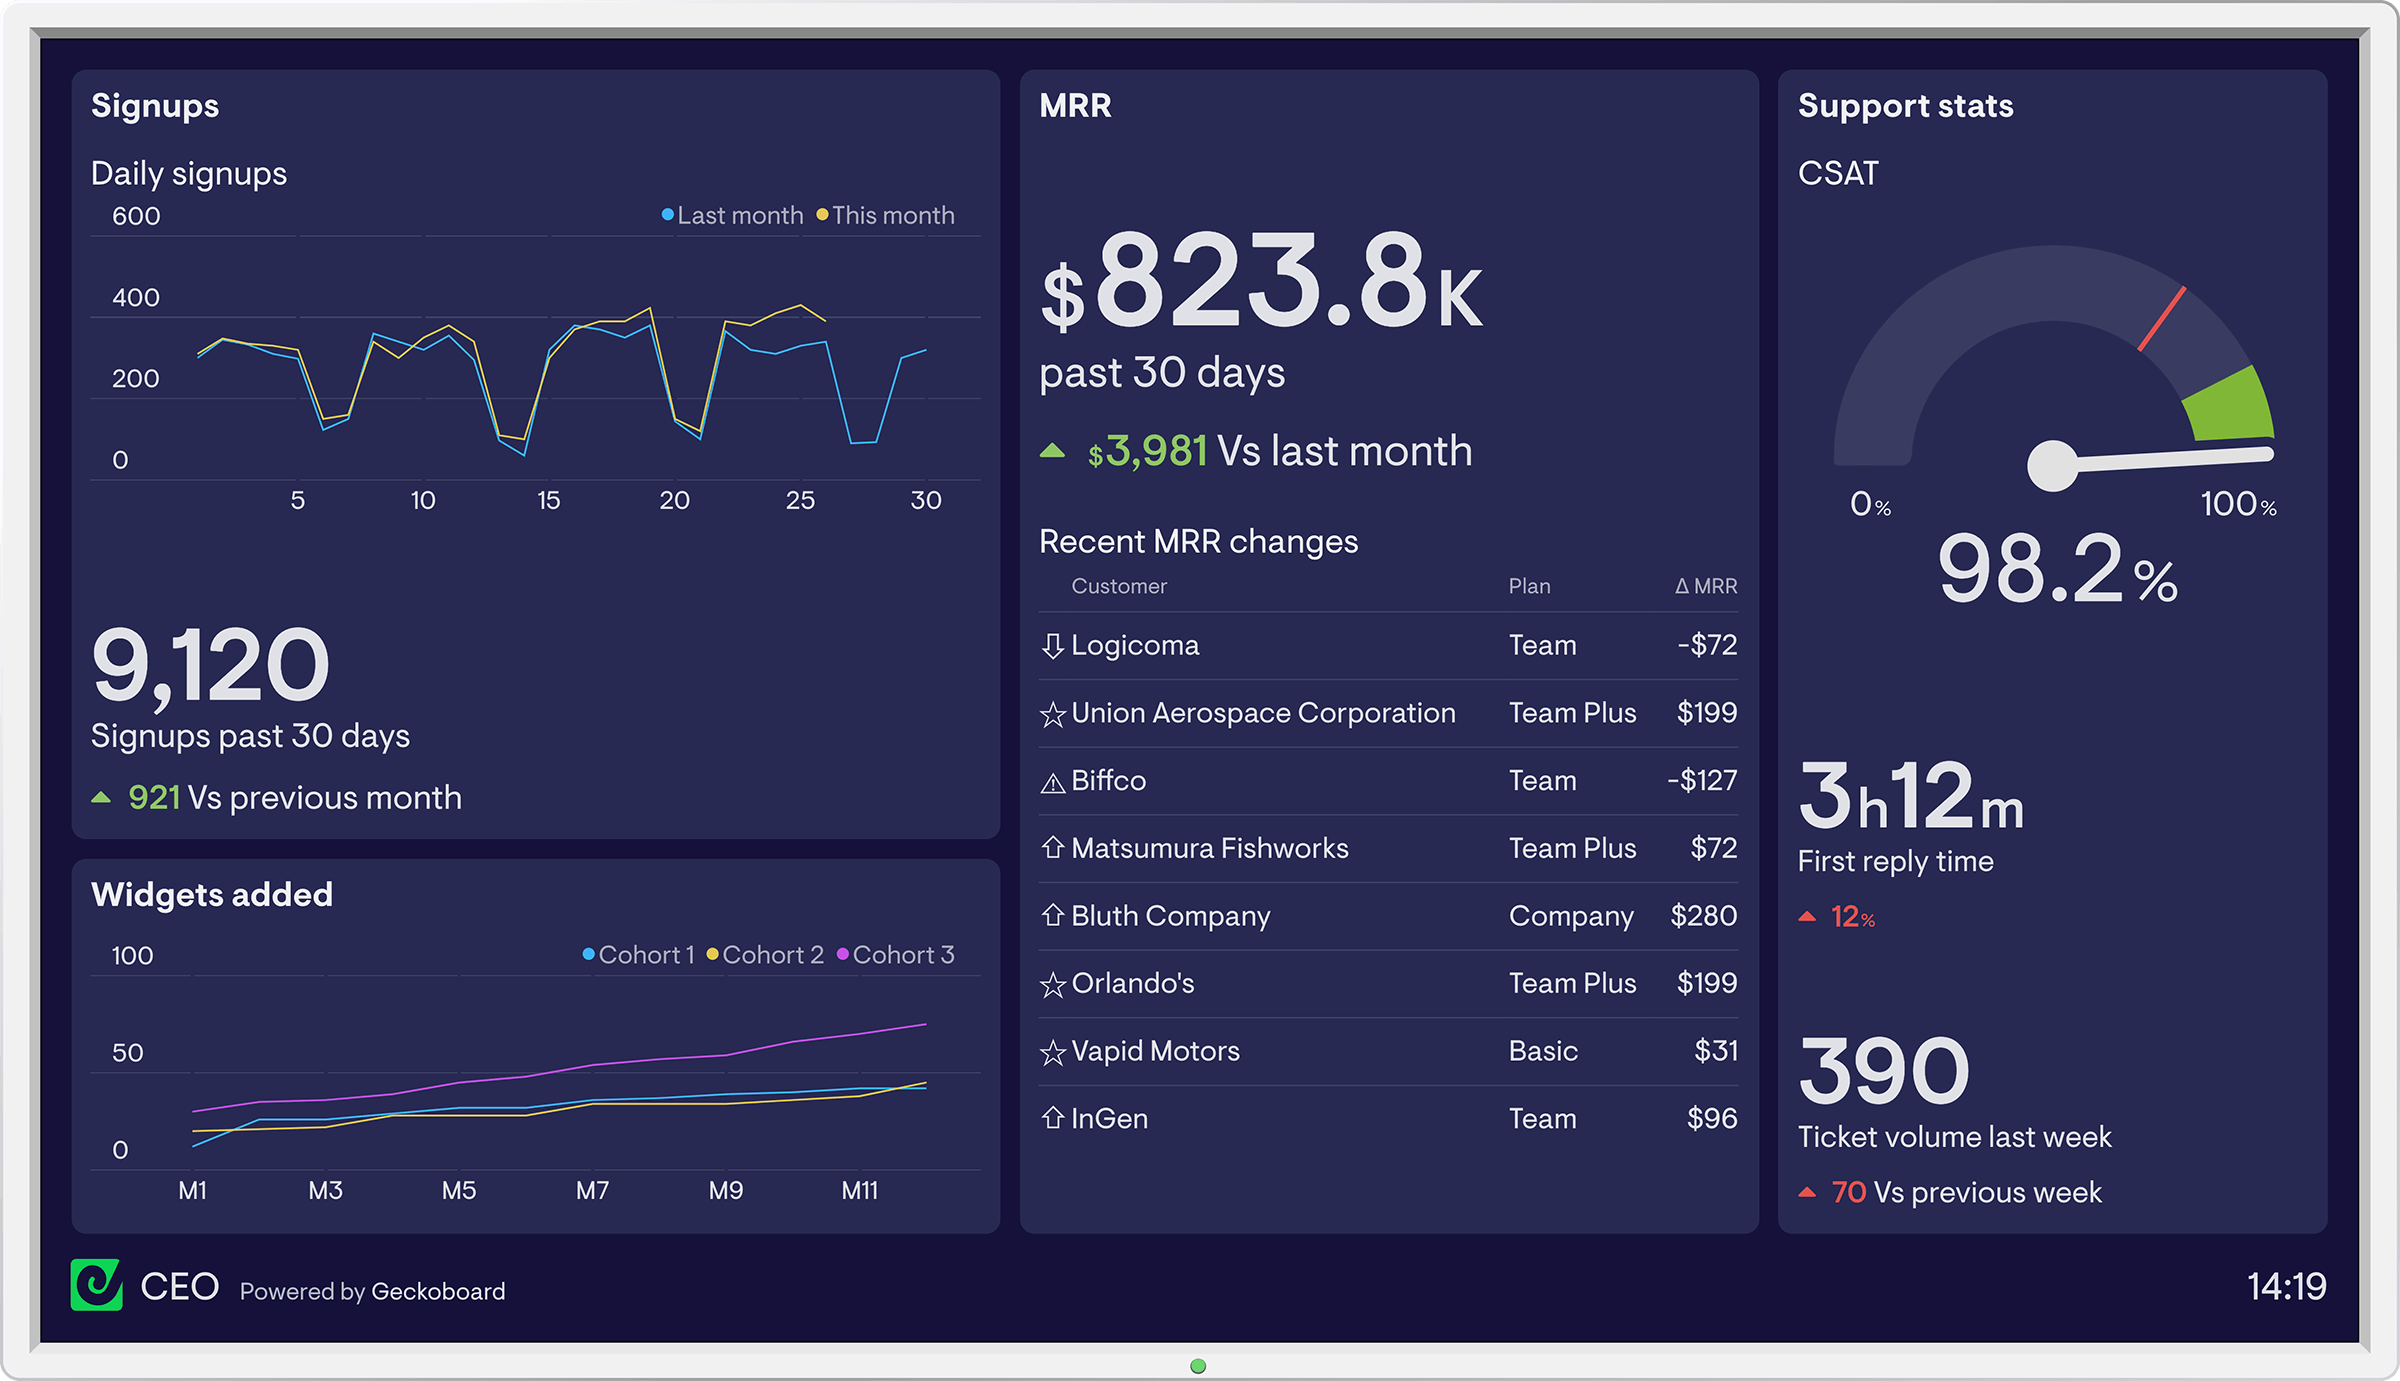 Signups
Daily signups
600
Last month This month
400
200
0
5 10 15 20 25 30
9,120
Signups past 30 days
921 Vs previous month
Widgets added
100
Cohort 1 Cohort 2 Cohort 3
50
0
M1 M3 M5 M7 M9 M11
MRR
$823.8K
past 30 days
$3,981 Vs last month
Recent MRR changes
Customer Plan Δ MRR
Logicoma Team -$72
Union Aerospace Corporation Team Plus $199
Biffco Team -$127
Matsumura Fishworks Team Plus $72
Bluth Company Company $280
Orlando's Team Plus $199
Vapid Motors Basic $31
InGen Team $96
Support stats
CSAT
0% 100%
98.2%
3h12m
First reply time
12%
390
Ticket volume last week
70 Vs previous week
CEO Powered by Geckoboard
14:19